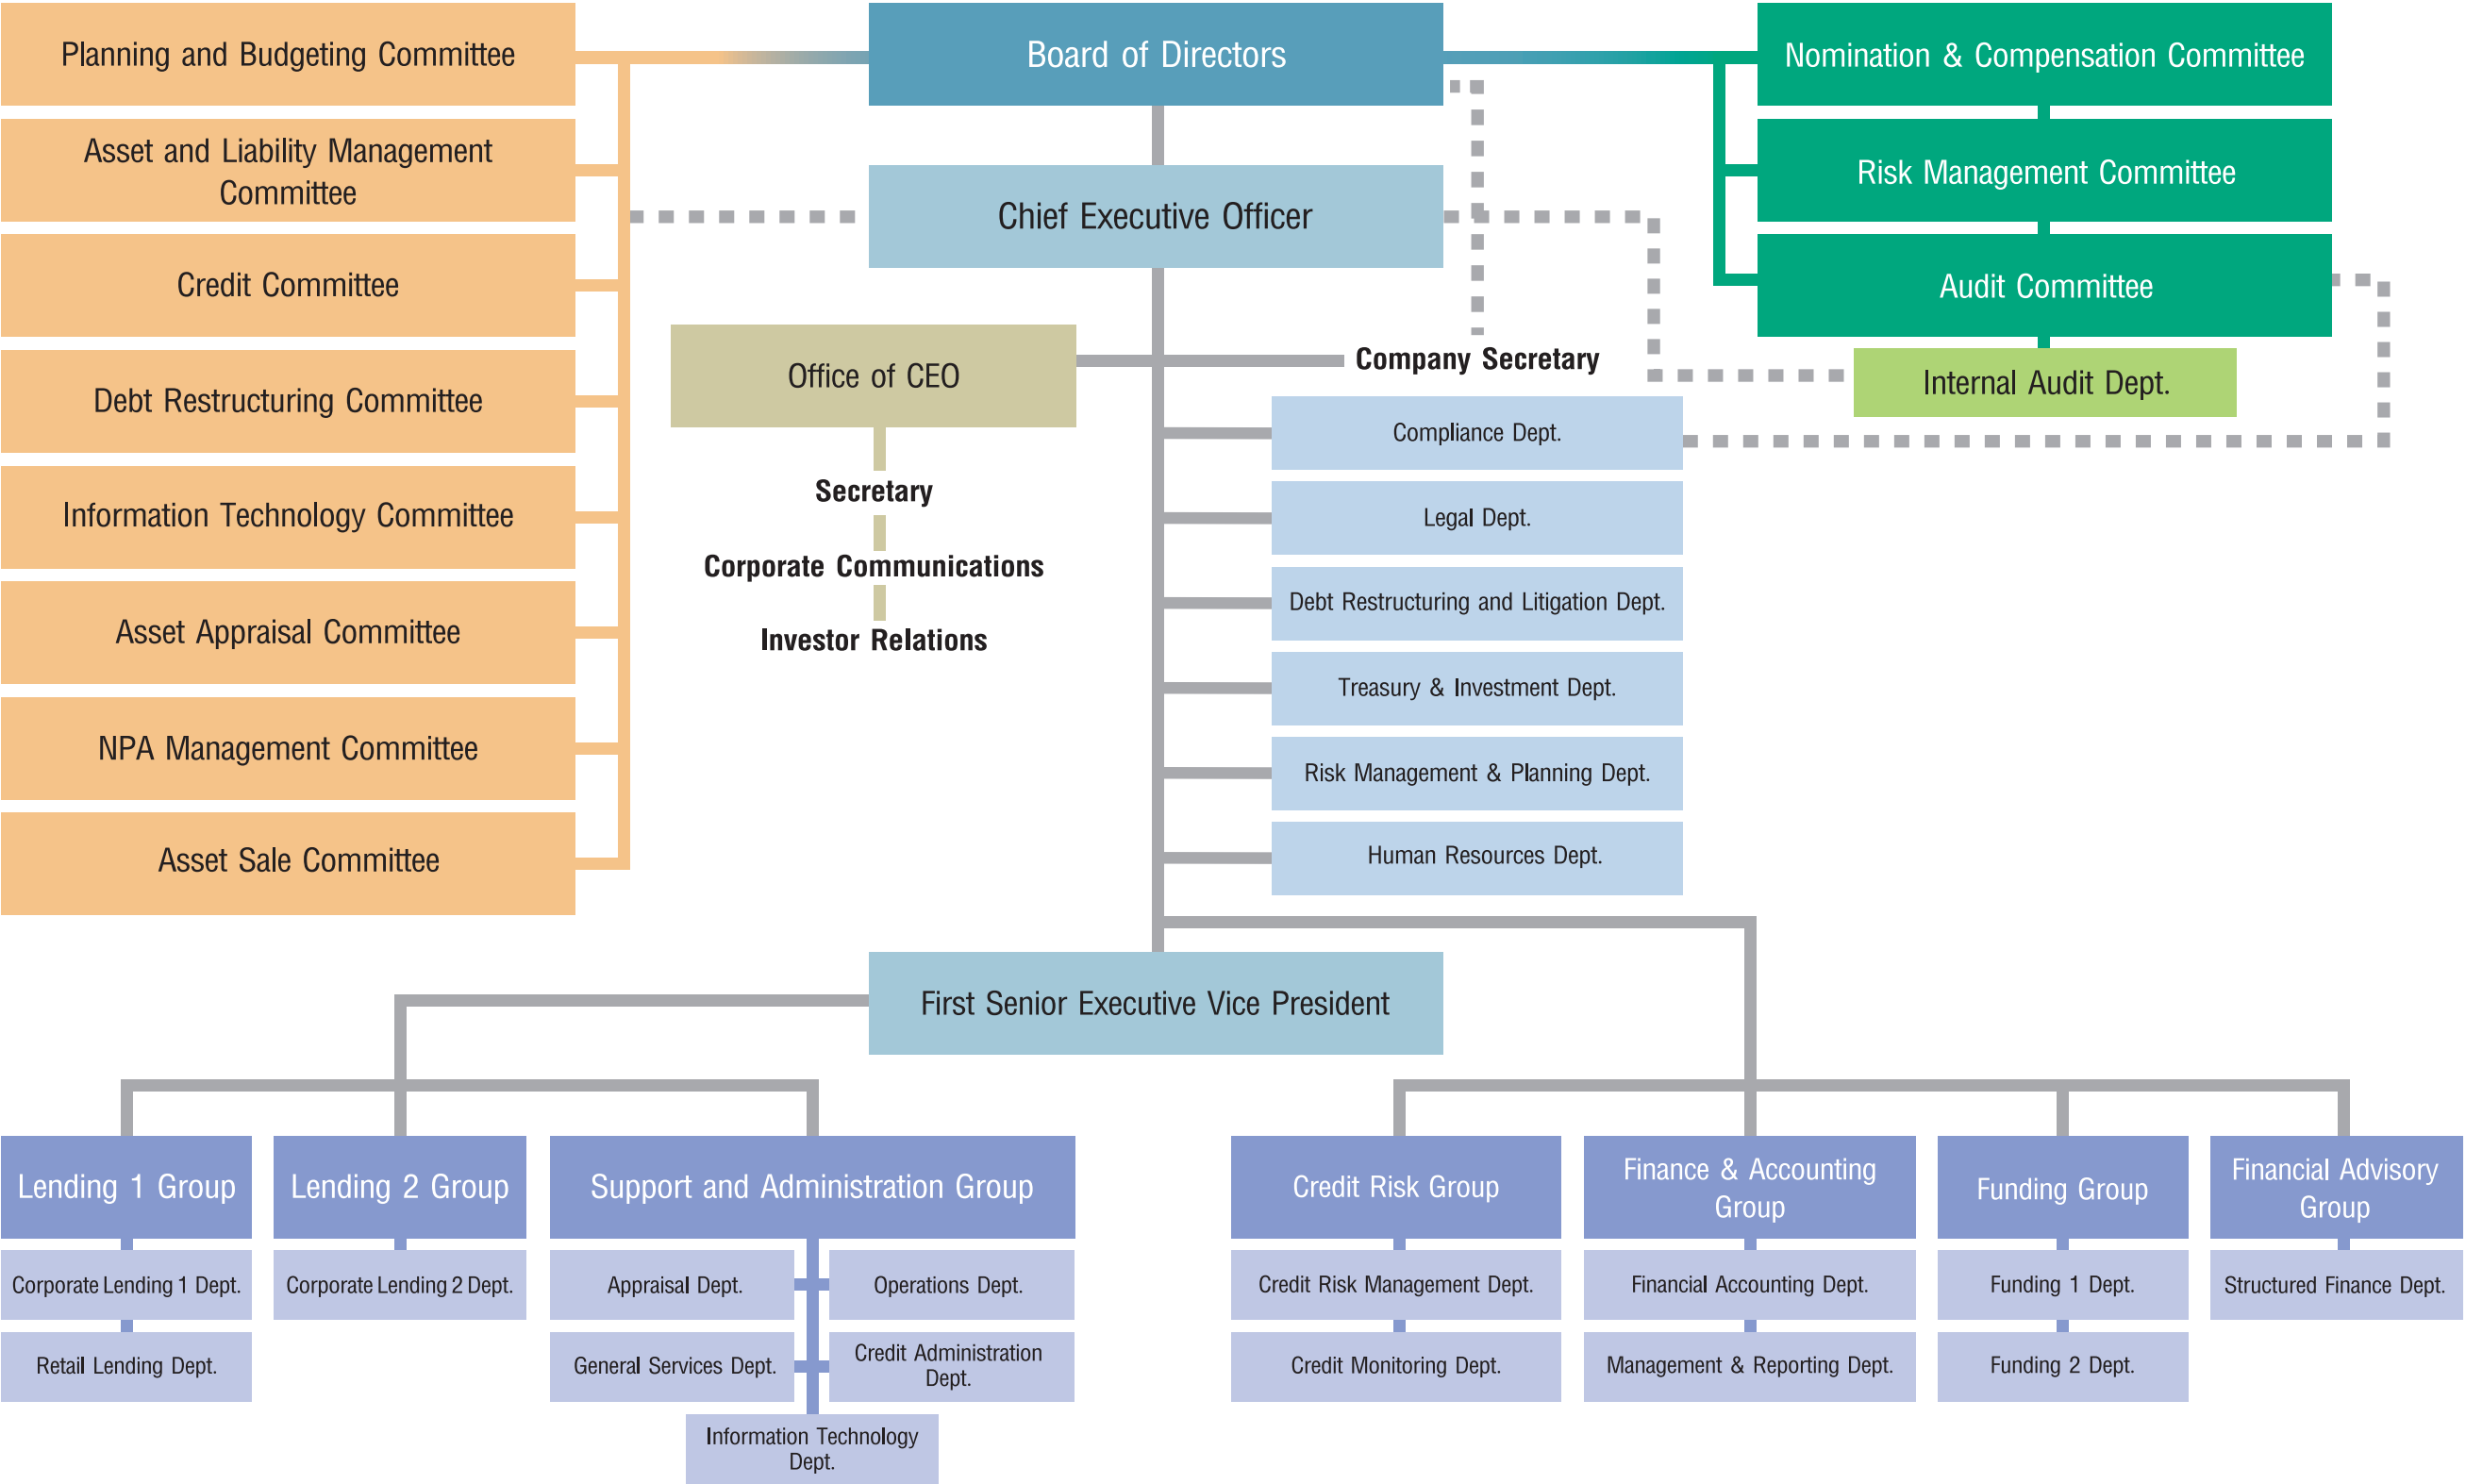 Planning and Budgeting Committee
Board of Directors
Nomination & Compensation Committee
Asset and Liability Management
Committee
Chief Executive Officer
Risk Management Committee
Credit Committee
Audit Committee
Debt Restructuring Committee
Office of CEO
Company Secretary
Internal Audit Dept.
Compliance Dept.
Information Technology Committee
Secretary
Legal Dept.
Corporate Communications
Asset Appraisal Committee
Investor Relations
Debt Restructuring and Litigation Dept.
Treasury & Investment Dept.
NPA Management Committee
Risk Management & Planning Dept.
Asset Sale Committee
Human Resources Dept.
First Senior Executive Vice President
Lending 1 Group
Lending 2 Group
Support and Administration Group
Credit Risk Group
Finance & Accounting
Group
Funding Group
Financial Advisory
Group
Corporate Lending 1 Dept.
Corporate Lending 2 Dept.
Appraisal Dept.
Operations Dept.
Credit Risk Management Dept.
Financial Accounting Dept.
Funding 1 Dept.
Structured Finance Dept.
Retail Lending Dept.
General Services Dept.
Credit Administration
Dept.
Credit Monitoring Dept.
Management & Reporting Dept.
Funding 2 Dept.
Information Technology
Dept.